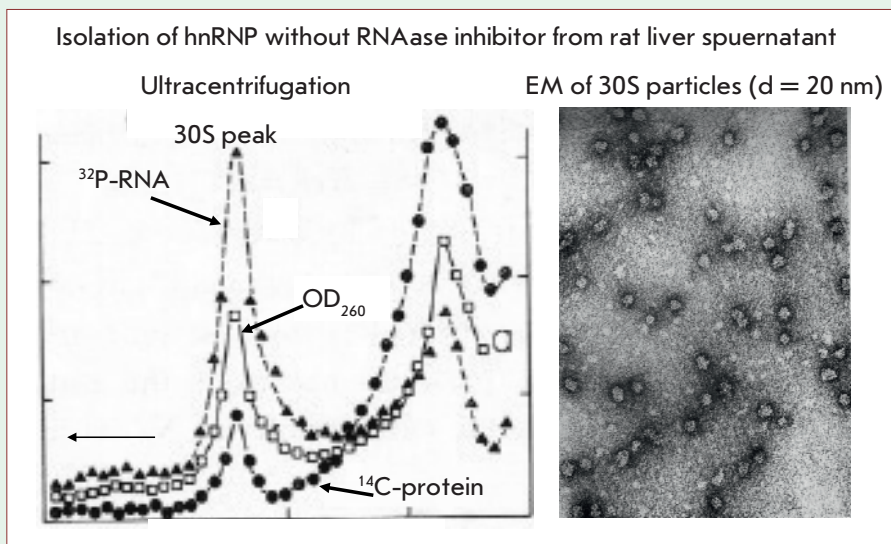 Isolation of hnRNP without RNAase inhibitor from rat liver spuernatant
Ultracentrifugation
EM of 30S particles (d = 20 nm)
30S peak
³²P-RNA
OD₂₆₀
¹⁴C-protein